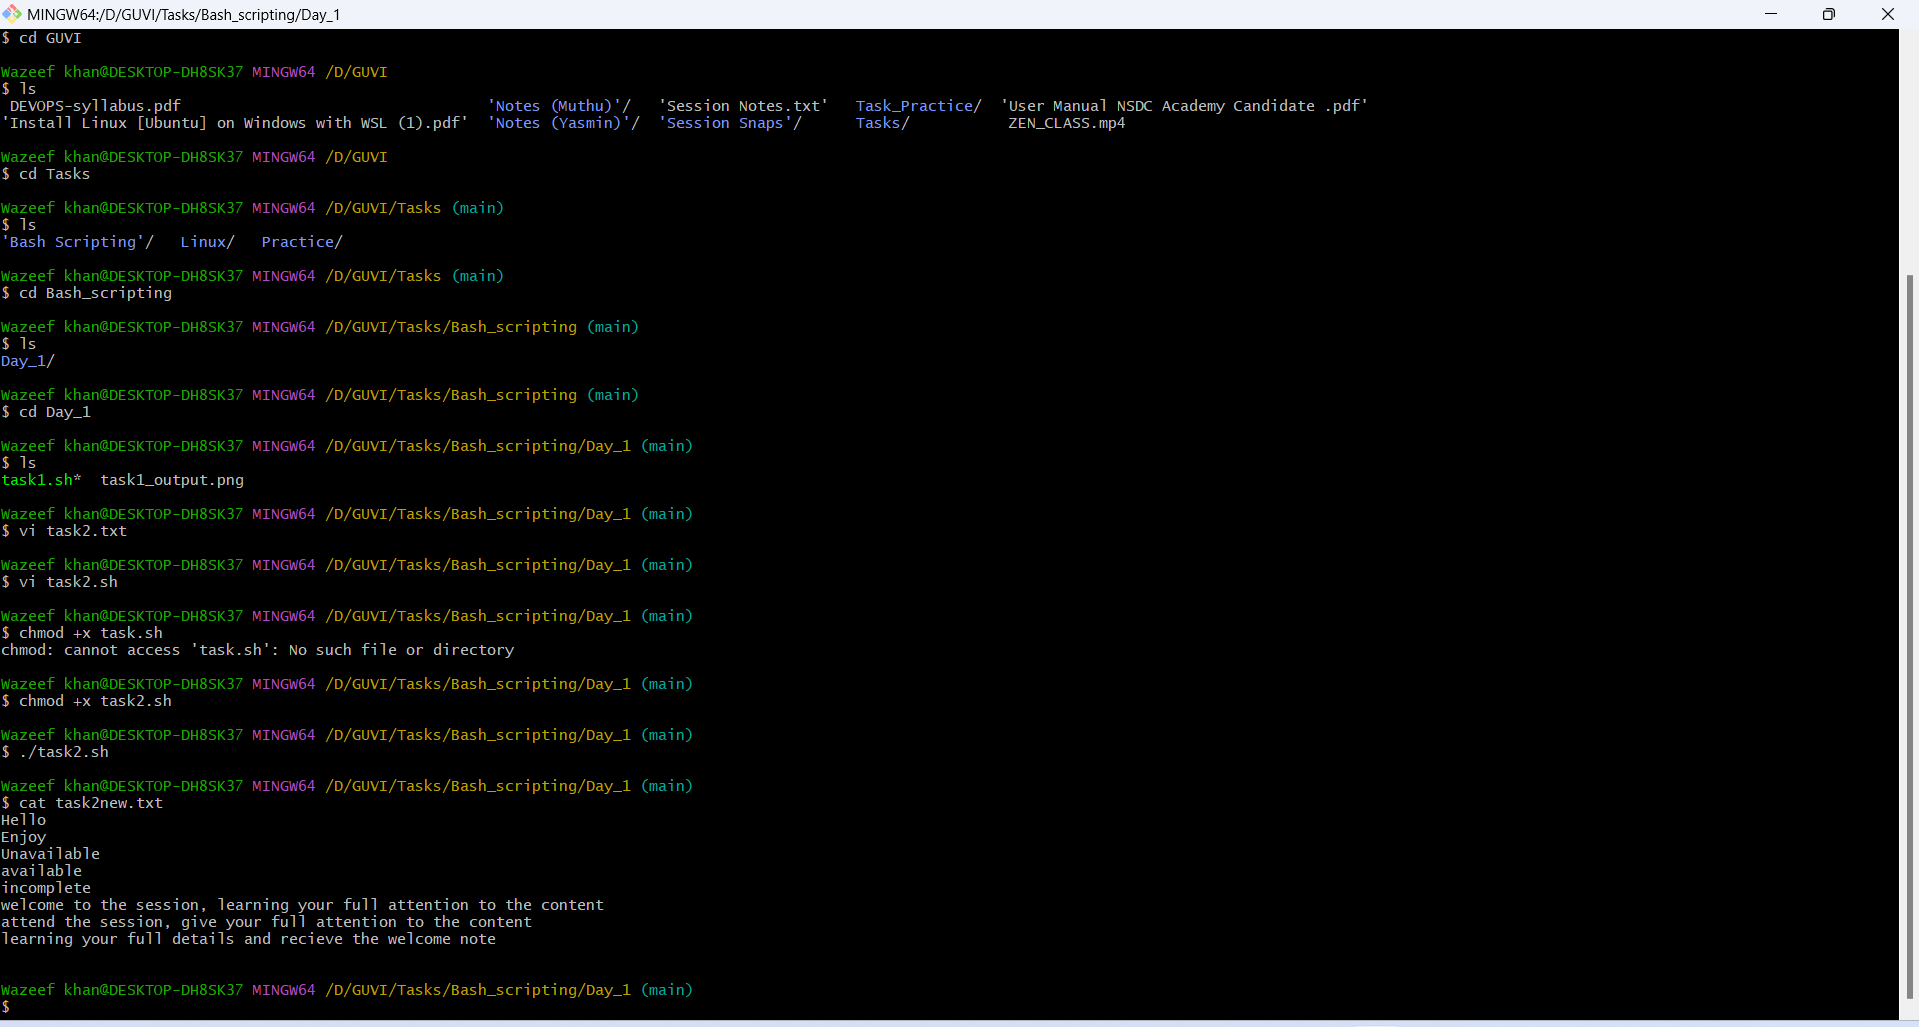 MINGW64:/D/GUVI/Tasks/Bash_scripting/Day_1
$ cd GUVI
Wazeef khan@DESKTOP-DH8SK37 MINGW64 /D/GUVI
$ ls
DEVOPS-syllabus.pdf 'Notes (Muthu)'/ 'Session Notes.txt' Task_Practice/ 'User Manual NSDC Academy Candidate .pdf'
'Install Linux [Ubuntu] on Windows with WSL (1).pdf' 'Notes (Yasmin)'/ 'Session Snaps'/ Tasks/ ZEN_CLASS.mp4
Wazeef khan@DESKTOP-DH8SK37 MINGW64 /D/GUVI
$ cd Tasks
Wazeef khan@DESKTOP-DH8SK37 MINGW64 /D/GUVI/Tasks (main)
$ ls
'Bash Scripting'/ Linux/ Practice/
Wazeef khan@DESKTOP-DH8SK37 MINGW64 /D/GUVI/Tasks (main)
$ cd Bash_scripting
Wazeef khan@DESKTOP-DH8SK37 MINGW64 /D/GUVI/Tasks/Bash_scripting (main)
$ ls
Day_1/
Wazeef khan@DESKTOP-DH8SK37 MINGW64 /D/GUVI/Tasks/Bash_scripting (main)
$ cd Day_1
Wazeef khan@DESKTOP-DH8SK37 MINGW64 /D/GUVI/Tasks/Bash_scripting/Day_1 (main)
$ ls
task1.sh* task1_output.png
Wazeef khan@DESKTOP-DH8SK37 MINGW64 /D/GUVI/Tasks/Bash_scripting/Day_1 (main)
$ vi task2.txt
Wazeef khan@DESKTOP-DH8SK37 MINGW64 /D/GUVI/Tasks/Bash_scripting/Day_1 (main)
$ vi task2.sh
Wazeef khan@DESKTOP-DH8SK37 MINGW64 /D/GUVI/Tasks/Bash_scripting/Day_1 (main)
$ chmod +x task.sh
chmod: cannot access 'task.sh': No such file or directory
Wazeef khan@DESKTOP-DH8SK37 MINGW64 /D/GUVI/Tasks/Bash_scripting/Day_1 (main)
$ chmod +x task2.sh
Wazeef khan@DESKTOP-DH8SK37 MINGW64 /D/GUVI/Tasks/Bash_scripting/Day_1 (main)
$ ./task2.sh
Wazeef khan@DESKTOP-DH8SK37 MINGW64 /D/GUVI/Tasks/Bash_scripting/Day_1 (main)
$ cat task2new.txt
Hello
Enjoy
Unavailable
available
incomplete
welcome to the session, learning your full attention to the content
attend the session, give your full attention to the content
learning your full details and recieve the welcome note
Wazeef khan@DESKTOP-DH8SK37 MINGW64 /D/GUVI/Tasks/Bash_scripting/Day_1 (main)
$